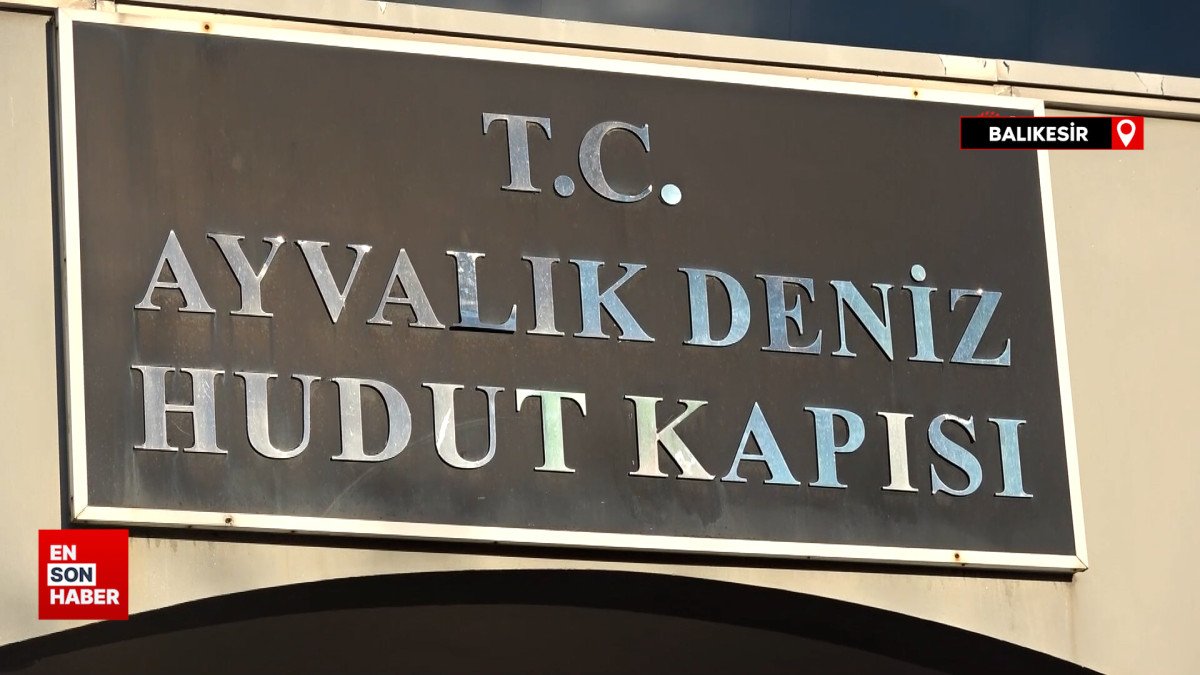 T.C.
AYVALIK DENİZ
HUDUT KAPISI
BALIKESİR
EN
SON
HABER